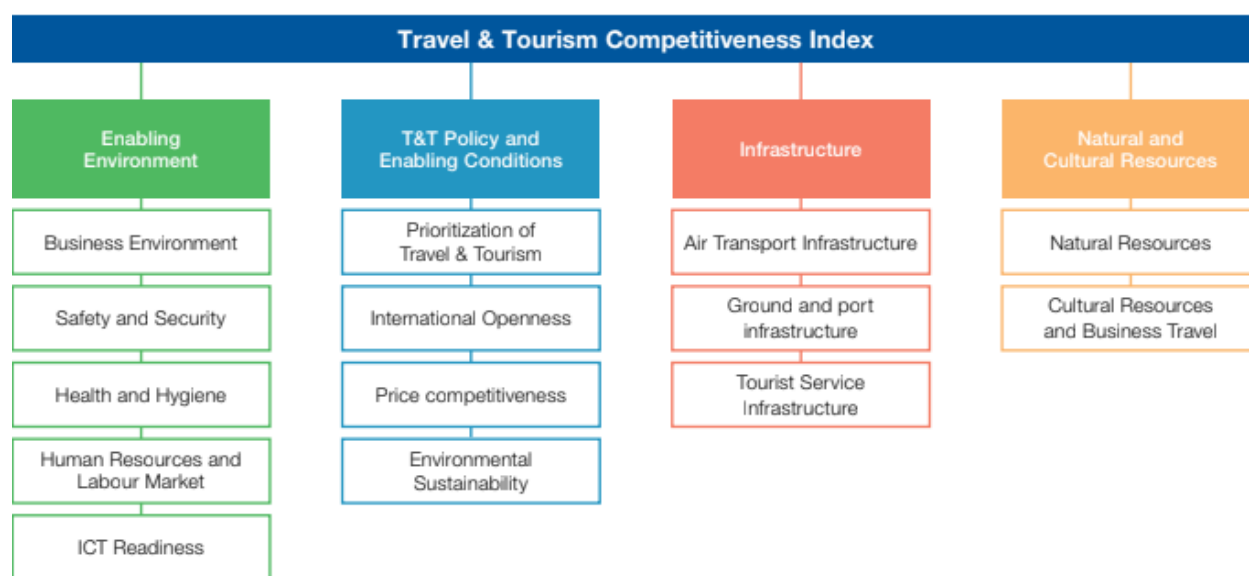 Travel & Tourism Competitiveness Index
Enabling
Environment
Business Environment
Safety and Security
Health and Hygiene
Human Resources and
Labour Market
ICT Readiness
T&T Policy and
Enabling Conditions
Prioritization of
Travel & Tourism
International Openness
Price competitiveness
Environmental
Sustainability
Infrastructure
Air Transport Infrastructure
Ground and port
infrastructure
Tourist Service
Infrastructure
Natural and
Cultural Resources
Natural Resources
Cultural Resources
and Business Travel